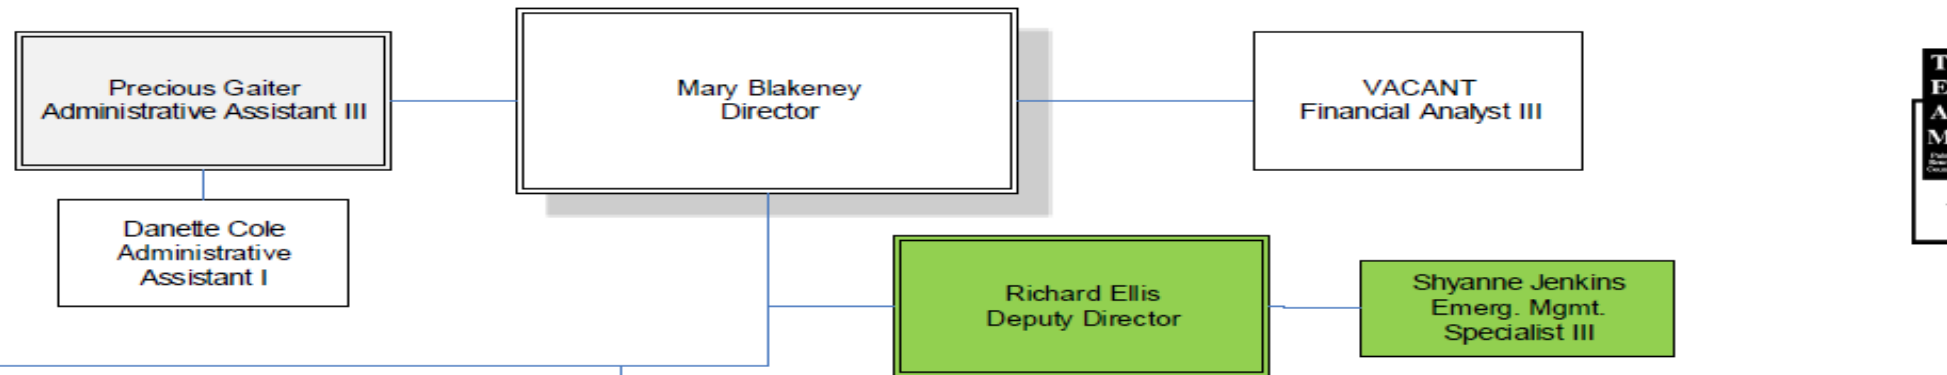 Precious Gaiter
Administrative Assistant III
Mary Blakeney
Director
VACANT
Financial Analyst III
T
E
A
M
Danette Cole
Administrative
Assistant I
Richard Ellis
Deputy Director
Shyanne Jenkins
Emerg. Mgmt.
Specialist III